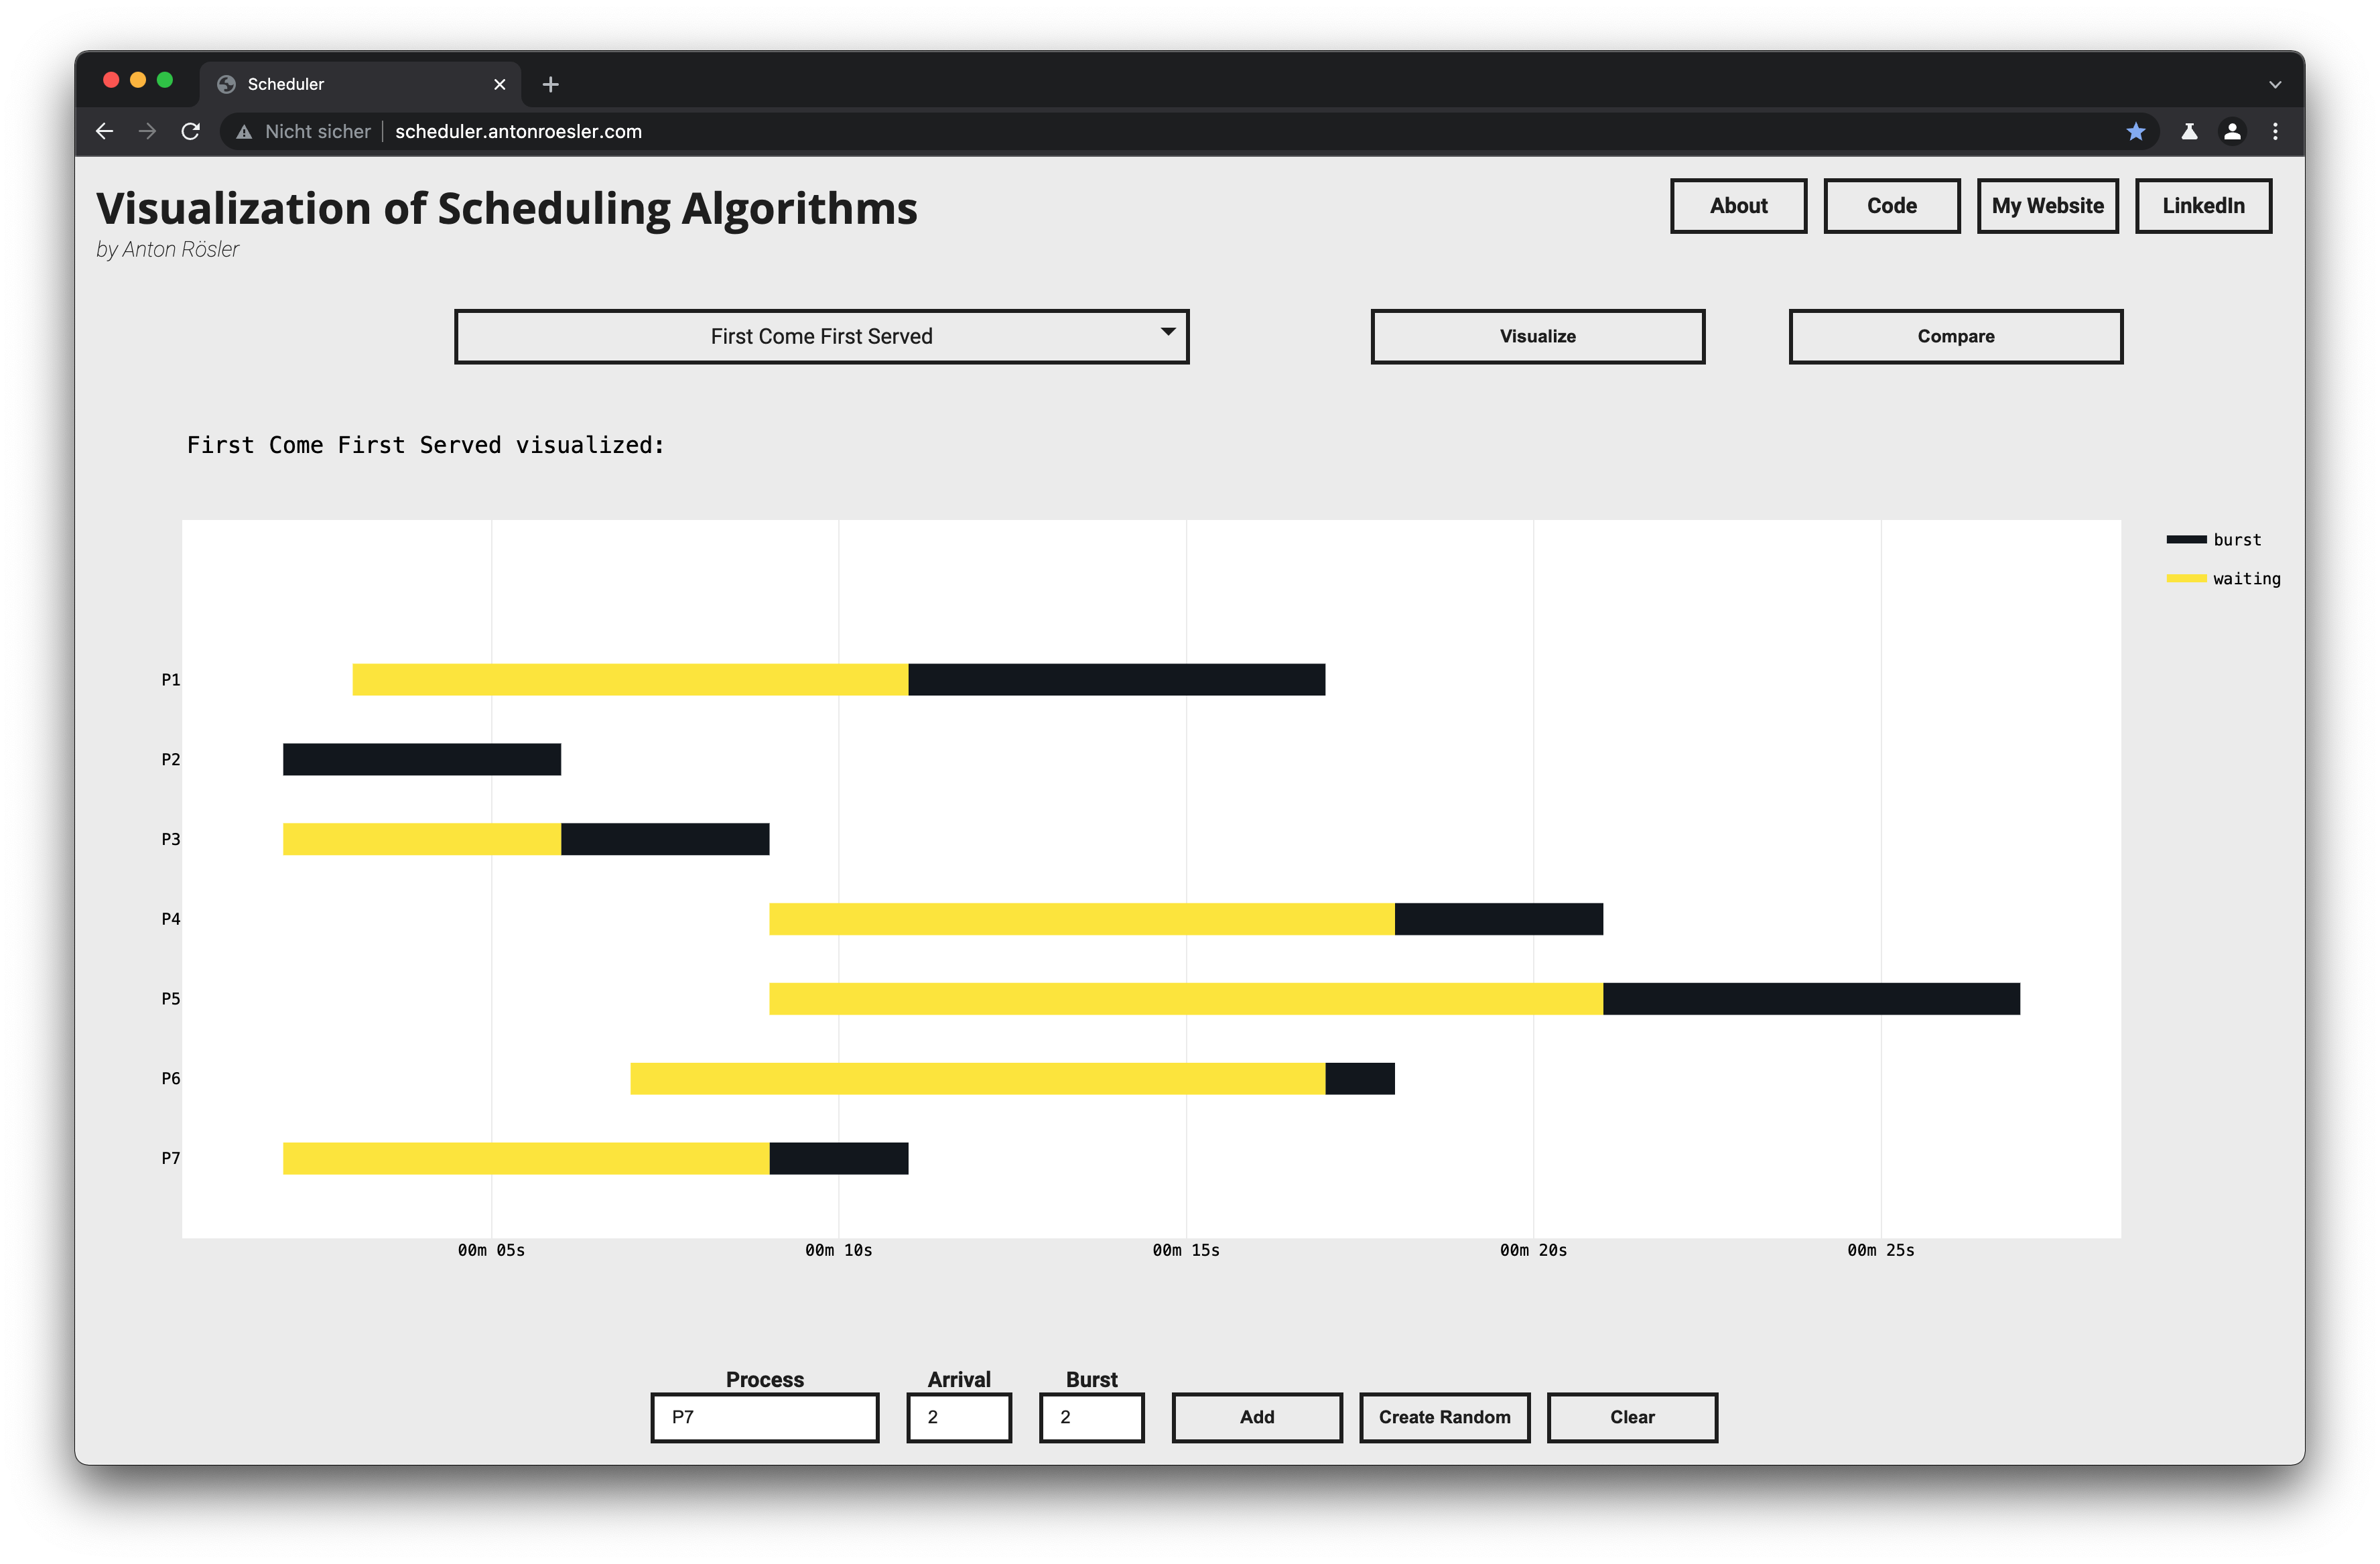 Scheduler
Nicht sicher scheduler.antonroesler.com
Visualization of Scheduling Algorithms
by Anton Rösler
About Code My Website LinkedIn
First Come First Served Visualize Compare
First Come First Served visualized:
burst
waiting
P1
P2
P3
P4
P5
P6
P7
00m 05s 00m 10s 00m 15s 00m 20s 00m 25s
Process Arrival Burst
P7 2 2 Add Create Random Clear